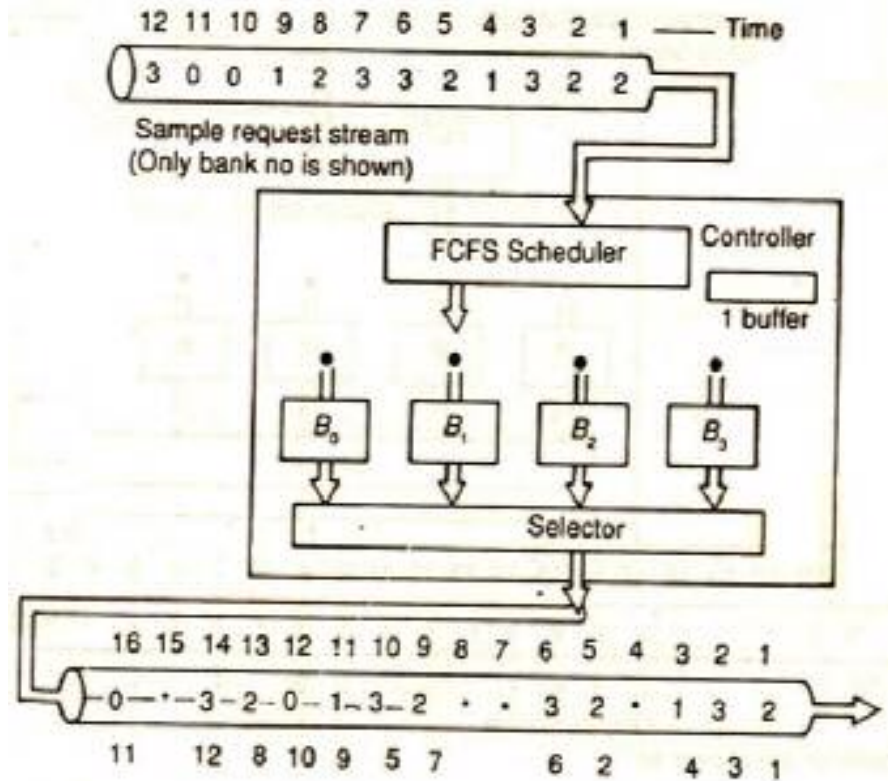 12 11 10 9 8 7 6 5 4 3 2 1 — Time
3 0 0 1 2 3 3 2 1 3 2 2
Sample request stream
(Only bank no is shown)
FCFS Scheduler
Controller
1 buffer
B₀ B₁ B₂ B₃
Selector
16 15 14 13 12 11 10 9 8 7 6 5 4 3 2 1
0—·—3–2--0–1–3–2 · · 3 2 · 1 3 2
11 12 8 10 9 5 7 6 2 4 3 1